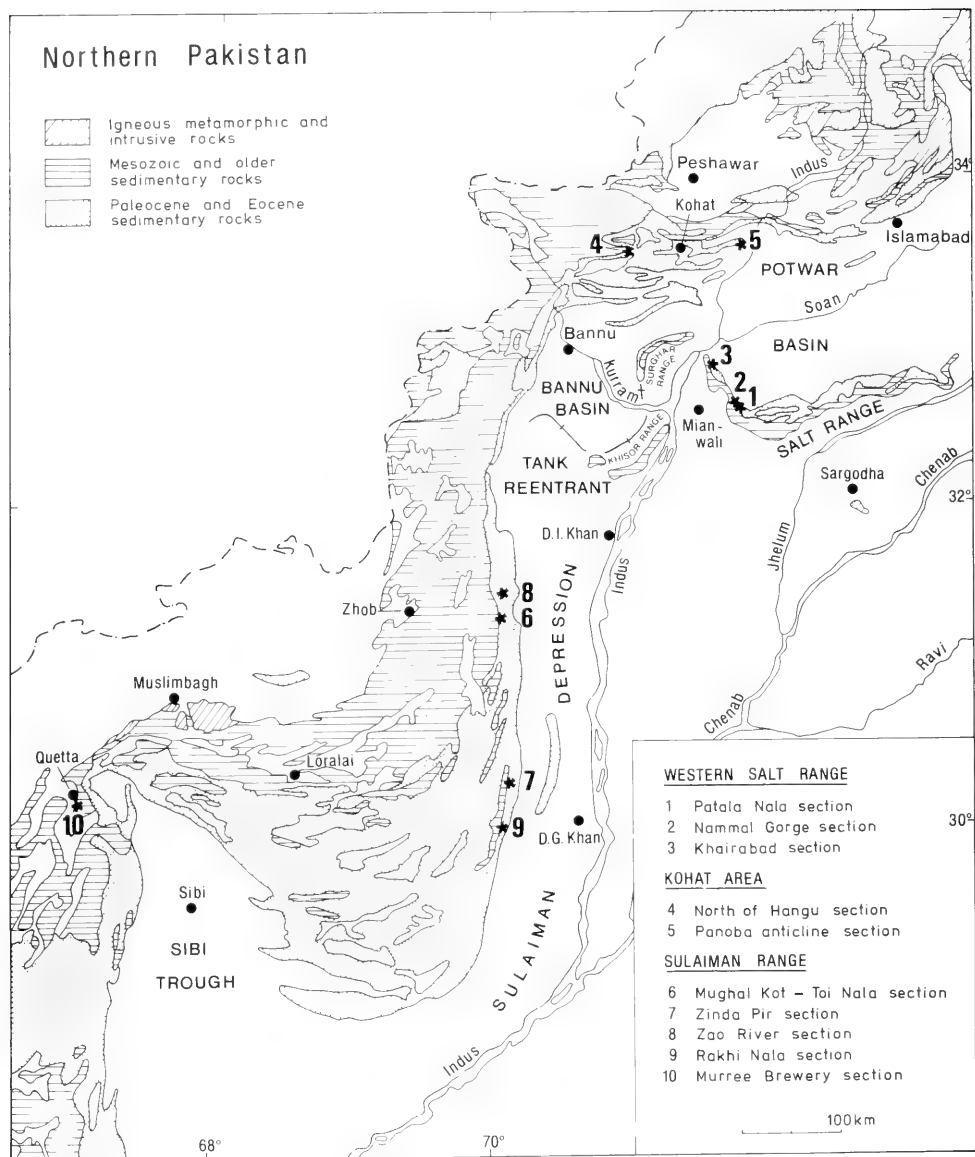 Northern Pakistan
Igneous metamorphic and
intrusive rocks
Mesozoic and older
sedimentary rocks
Paleocene and Eocene
sedimentary rocks
Peshawar
Indus
34°
Kohat
4
5
Islamabad
POTWAR
Soan
Bannu
BASIN
SURGHAR
RANGE
Kurram
3
BANNU
BASIN
2
1
Mian-
wali
SALT RANGE
KHISOR RANGE
TANK
REENTRANT
Sargodha
Chenab
32°
D.I. Khan
Indus
Jhelum
8
Zhob
6
DEPRESSION
Ravi
Muslimbagh
Chenab
Quetta
Loralai
7
10
9
D.G. Khan
30°
Sibi
SIBI
TROUGH
SULAIMAN
Indus
WESTERN SALT RANGE
1 Patala Nala section
2 Nammal Gorge section
3 Khairabad section
KOHAT AREA
4 North of Hangu section
5 Panoba anticline section
SULAIMAN RANGE
6 Mughal Kot – Toi Nala section
7 Zinda Pir section
8 Zao River section
9 Rakhi Nala section
10 Murree Brewery section
100km
68°
70°